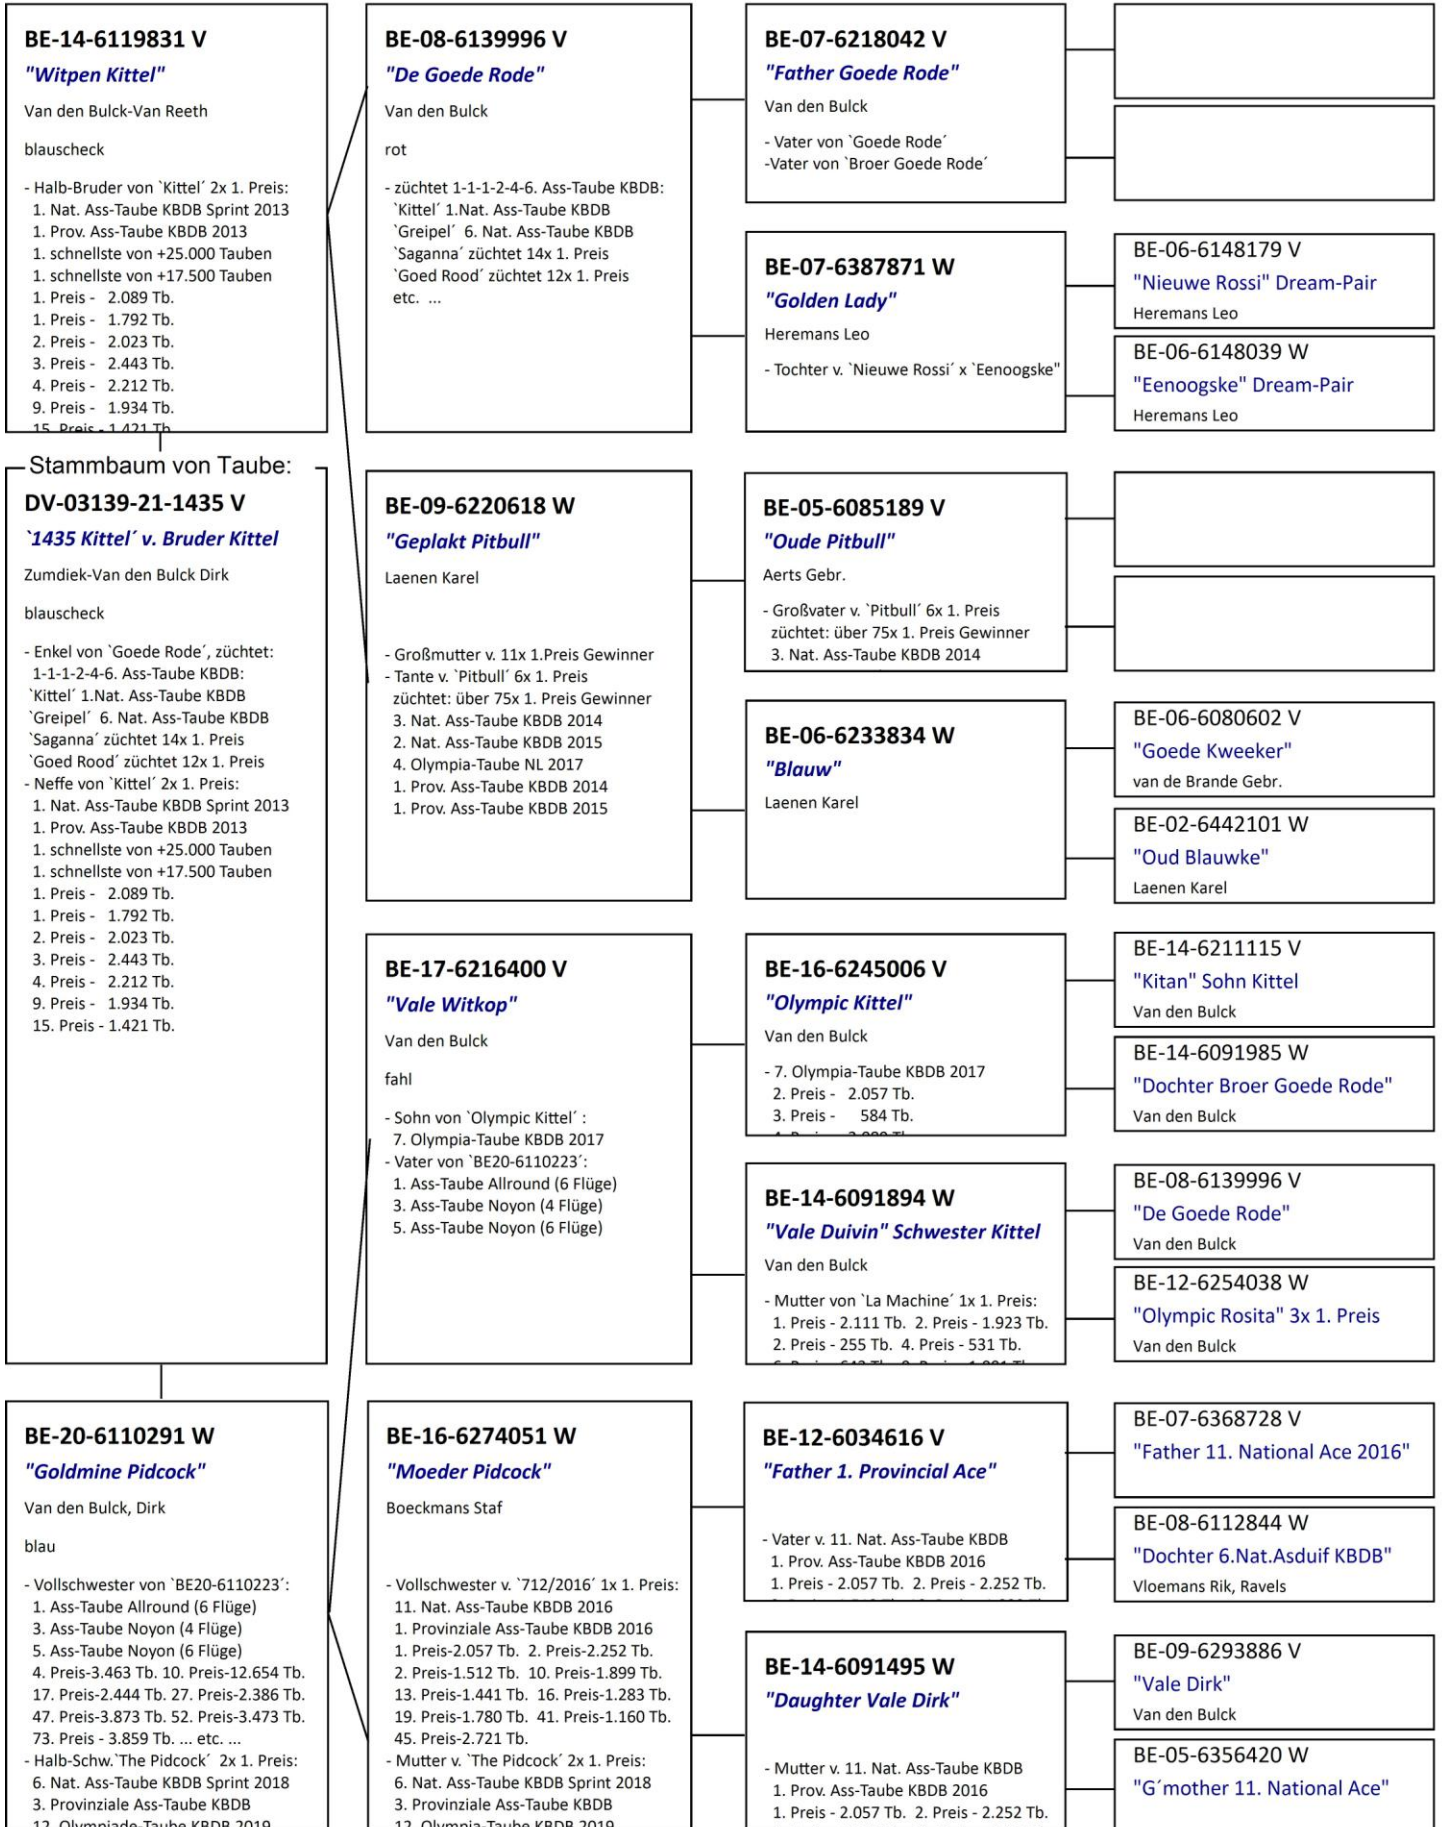 BE-14-6119831 V
"Witpen Kittel"
Van den Bulck-Van Reeth
blauscheck
- Halb-Bruder von `Kittel´ 2x 1. Preis:
1. Nat. Ass-Taube KBDB Sprint 2013
1. Prov. Ass-Taube KBDB 2013
1. schnellste von +25.000 Tauben
1. schnellste von +17.500 Tauben
1. Preis - 2.089 Tb.
1. Preis - 1.792 Tb.
2. Preis - 2.023 Tb.
3. Preis - 2.443 Tb.
4. Preis - 2.212 Tb.
9. Preis - 1.934 Tb.
15. Preis - 1.421 Tb.
Stammbaum von Taube:
DV-03139-21-1435 V
`1435 Kittel´ v. Bruder Kittel
Zumdiek-Van den Bulck Dirk
blauscheck
- Enkel von `Goede Rode´, züchtet:
1-1-1-2-4-6. Ass-Taube KBDB:
`Kittel´ 1.Nat. Ass-Taube KBDB
`Greipel´ 6. Nat. Ass-Taube KBDB
`Saganna´ züchtet 14x 1. Preis
`Goed Rood´ züchtet 12x 1. Preis
- Neffe von `Kittel´ 2x 1. Preis:
1. Nat. Ass-Taube KBDB Sprint 2013
1. Prov. Ass-Taube KBDB 2013
1. schnellste von +25.000 Tauben
1. schnellste von +17.500 Tauben
1. Preis - 2.089 Tb.
1. Preis - 1.792 Tb.
2. Preis - 2.023 Tb.
3. Preis - 2.443 Tb.
4. Preis - 2.212 Tb.
9. Preis - 1.934 Tb.
15. Preis - 1.421 Tb.
BE-20-6110291 W
"Goldmine Pidcock"
Van den Bulck, Dirk
blau
- Vollschwester von `BE20-6110223´:
1. Ass-Taube Allround (6 Flüge)
3. Ass-Taube Noyon (4 Flüge)
5. Ass-Taube Noyon (6 Flüge)
4. Preis-3.463 Tb. 10. Preis-12.654 Tb.
17. Preis-2.444 Tb. 27. Preis-2.386 Tb.
47. Preis-3.873 Tb. 52. Preis-3.473 Tb.
73. Preis - 3.859 Tb. ... etc. ...
- Halb-Schw.`The Pidcock´ 2x 1. Preis:
6. Nat. Ass-Taube KBDB Sprint 2018
3. Provinziale Ass-Taube KBDB
12. Olympiade-Taube KBDB 2019
BE-08-6139996 V
"De Goede Rode"
Van den Bulck
rot
- züchtet 1-1-1-2-4-6. Ass-Taube KBDB:
`Kittel´ 1.Nat. Ass-Taube KBDB
`Greipel´ 6. Nat. Ass-Taube KBDB
`Saganna´ züchtet 14x 1. Preis
`Goed Rood´ züchtet 12x 1. Preis
etc. ...
BE-09-6220618 W
"Geplakt Pitbull"
Laenen Karel
- Großmutter v. 11x 1.Preis Gewinner
- Tante v. `Pitbull´ 6x 1. Preis
züchtet: über 75x 1. Preis Gewinner
3. Nat. Ass-Taube KBDB 2014
2. Nat. Ass-Taube KBDB 2015
4. Olympia-Taube NL 2017
1. Prov. Ass-Taube KBDB 2014
1. Prov. Ass-Taube KBDB 2015
BE-17-6216400 V
"Vale Witkop"
Van den Bulck
fahl
- Sohn von `Olympic Kittel´ :
7. Olympia-Taube KBDB 2017
- Vater von `BE20-6110223´:
1. Ass-Taube Allround (6 Flüge)
3. Ass-Taube Noyon (4 Flüge)
5. Ass-Taube Noyon (6 Flüge)
BE-16-6274051 W
"Moeder Pidcock"
Boeckmans Staf
- Vollschwester v. `712/2016´ 1x 1. Preis:
11. Nat. Ass-Taube KBDB 2016
1. Provinziale Ass-Taube KBDB 2016
1. Preis-2.057 Tb. 2. Preis-2.252 Tb.
2. Preis-1.512 Tb. 10. Preis-1.899 Tb.
13. Preis-1.441 Tb. 16. Preis-1.283 Tb.
19. Preis-1.780 Tb. 41. Preis-1.160 Tb.
45. Preis-2.721 Tb.
- Mutter v. `The Pidcock´ 2x 1. Preis:
6. Nat. Ass-Taube KBDB Sprint 2018
3. Provinziale Ass-Taube KBDB
12. Olympia-Taube KBDB 2019
BE-07-6218042 V
"Father Goede Rode"
Van den Bulck
- Vater von `Goede Rode´
-Vater von `Broer Goede Rode´
BE-07-6387871 W
"Golden Lady"
Heremans Leo
- Tochter v. `Nieuwe Rossi´ x `Eenoogske"
BE-05-6085189 V
"Oude Pitbull"
Aerts Gebr.
- Großvater v. `Pitbull´ 6x 1. Preis
züchtet: über 75x 1. Preis Gewinner
3. Nat. Ass-Taube KBDB 2014
BE-06-6233834 W
"Blauw"
Laenen Karel
BE-16-6245006 V
"Olympic Kittel"
Van den Bulck
- 7. Olympia-Taube KBDB 2017
2. Preis - 2.057 Tb.
3. Preis - 584 Tb.
BE-14-6091894 W
"Vale Duivin" Schwester Kittel
Van den Bulck
- Mutter von `La Machine´ 1x 1. Preis:
1. Preis - 2.111 Tb. 2. Preis - 1.923 Tb.
2. Preis - 255 Tb. 4. Preis - 531 Tb.
BE-12-6034616 V
"Father 1. Provincial Ace"
- Vater v. 11. Nat. Ass-Taube KBDB
1. Prov. Ass-Taube KBDB 2016
1. Preis - 2.057 Tb. 2. Preis - 2.252 Tb.
BE-14-6091495 W
"Daughter Vale Dirk"
- Mutter v. 11. Nat. Ass-Taube KBDB
1. Prov. Ass-Taube KBDB 2016
1. Preis - 2.057 Tb. 2. Preis - 2.252 Tb.
BE-06-6148179 V
"Nieuwe Rossi" Dream-Pair
Heremans Leo
BE-06-6148039 W
"Eenoogske" Dream-Pair
Heremans Leo
BE-06-6080602 V
"Goede Kweeker"
van de Brande Gebr.
BE-02-6442101 W
"Oud Blauwke"
Laenen Karel
BE-14-6211115 V
"Kitan" Sohn Kittel
Van den Bulck
BE-14-6091985 W
"Dochter Broer Goede Rode"
Van den Bulck
BE-08-6139996 V
"De Goede Rode"
Van den Bulck
BE-12-6254038 W
"Olympic Rosita" 3x 1. Preis
Van den Bulck
BE-07-6368728 V
"Father 11. National Ace 2016"
BE-08-6112844 W
"Dochter 6.Nat.Asduif KBDB"
Vloemans Rik, Ravels
BE-09-6293886 V
"Vale Dirk"
Van den Bulck
BE-05-6356420 W
"G´mother 11. National Ace"